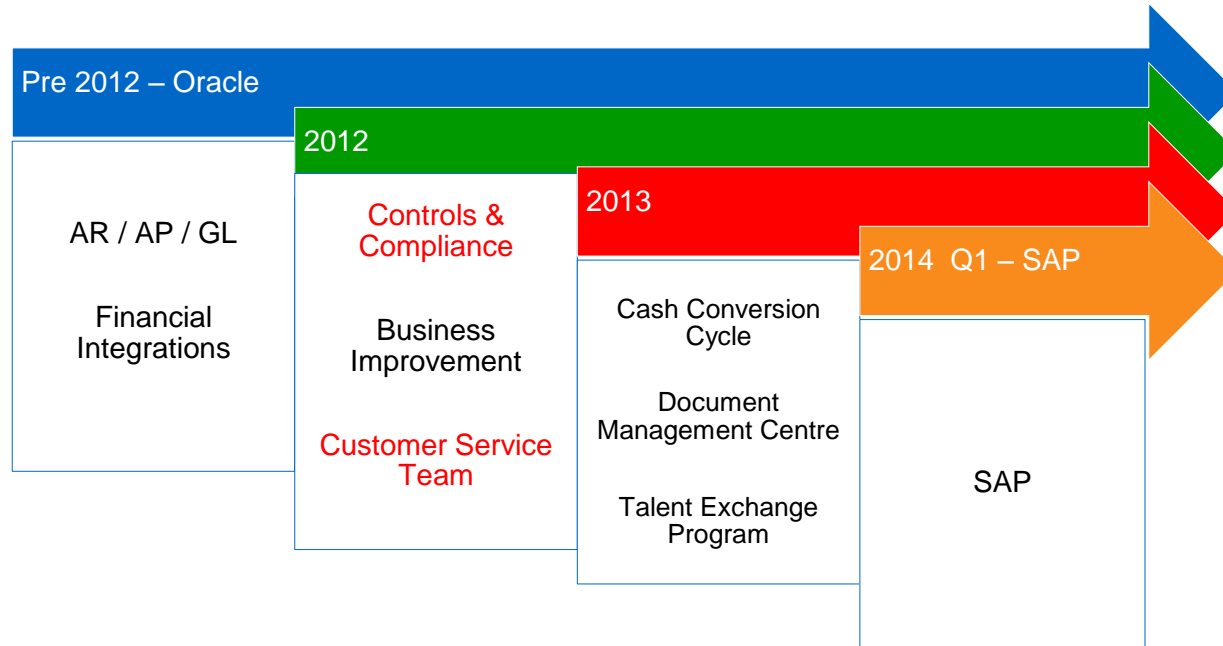 Pre 2012 – Oracle
AR / AP / GL
Financial
Integrations
2012
Controls &
Compliance
Business
Improvement
Customer Service
Team
2013
Cash Conversion
Cycle
Document
Management Centre
Talent Exchange
Program
2014  Q1 – SAP
SAP